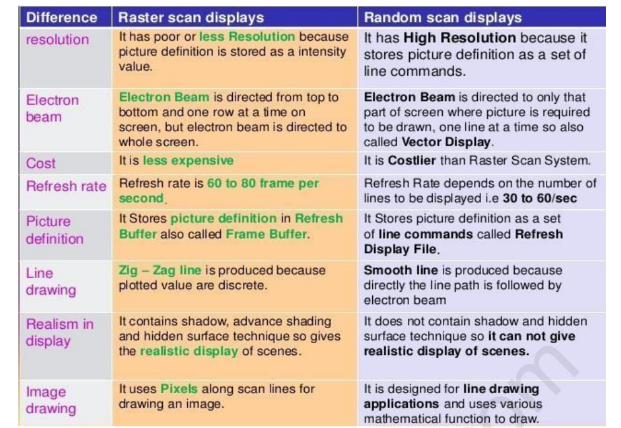 Difference Raster scan displays Random scan displays
resolution
It has poor or less Resolution because
picture definition is stored as a intensity
value.
It has High Resolution because it
stores picture definition as a set of
line commands.
Electron
beam
Electron Beam is directed from top to
bottom and one row at a time on
screen, but electron beam is directed to
whole screen.
Electron Beam is directed to only that
part of screen where picture is required
to be drawn, one line at a time so also
called Vector Display.
Cost
It is less expensive
It is Costlier than Raster Scan System.
Refresh rate
Refresh rate is 60 to 80 frame per
second.
Refresh Rate depends on the number of
lines to be displayed i.e 30 to 60/sec
Picture
definition
It Stores picture definition in Refresh
Buffer also called Frame Buffer.
It Stores picture definition as a set
of line commands called Refresh
Display File.
Line
drawing
Zig – Zag line is produced because
plotted value are discrete.
Smooth line is produced because
directly the line path is followed by
electron beam
Realism in
display
It contains shadow, advance shading
and hidden surface technique so gives
the realistic display of scenes.
It does not contain shadow and hidden
surface technique so it can not give
realistic display of scenes.
Image
drawing
It uses Pixels along scan lines for
drawing an image.
It is designed for line drawing
applications and uses various
mathematical function to draw.